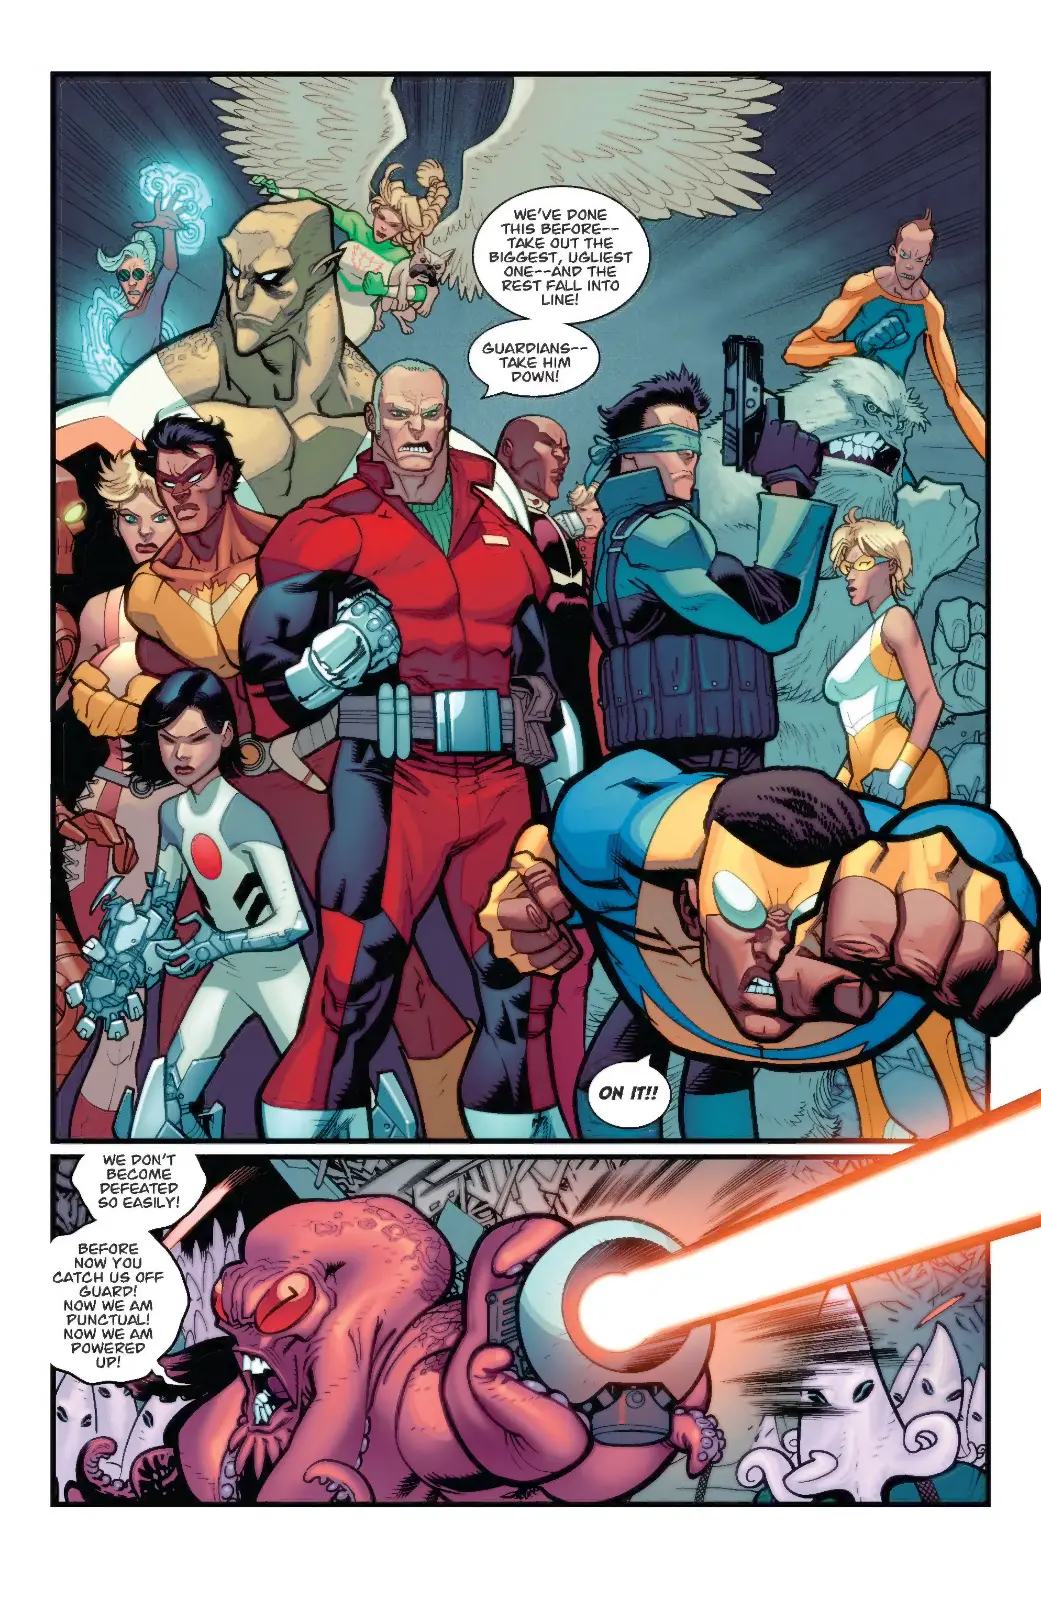 WE'VE DONE
THIS BEFORE--
TAKE OUT THE
BIGGEST, UGLIEST
ONE--AND THE
REST FALL INTO
LINE!
GUARDIANS--
TAKE HIM
DOWN!
ON IT!!
WE DON'T
BECOME
DEFEATED
SO EASILY!
BEFORE
NOW YOU
CATCH US OFF
GUARD!
NOW WE AM
PUNCTUAL!
NOW WE AM
POWERED
UP!